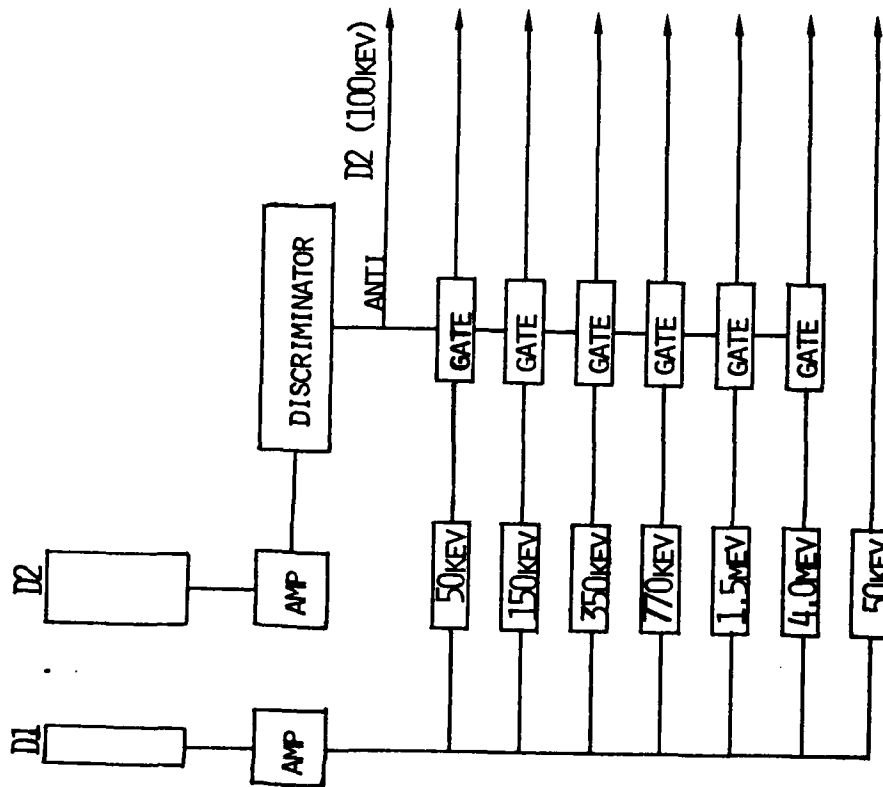 D1
D2
AMP
AMP
DISCRIMINATOR
ANTI
D2 (100KEV)
50KEV
GATE
150KEV
GATE
350KEV
GATE
770KEV
GATE
1.5MEV
GATE
4.0MEV
GATE
50KEV